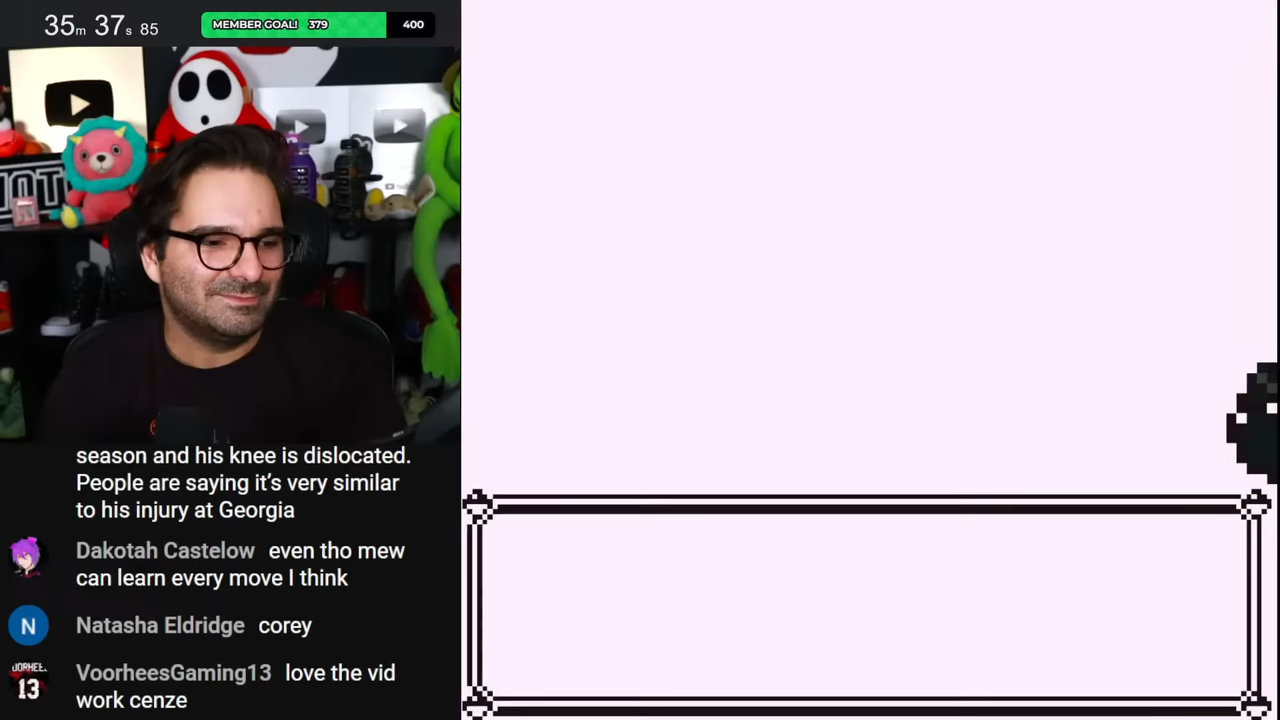 35m 37s 85
MEMBER GOAL! 379
400
season and his knee is dislocated.
People are saying it’s very similar
to his injury at Georgia
Dakotah Castelow even tho mew
can learn every move I think
N
Natasha Eldridge corey
13
VoorheesGaming13 love the vid
work cenze